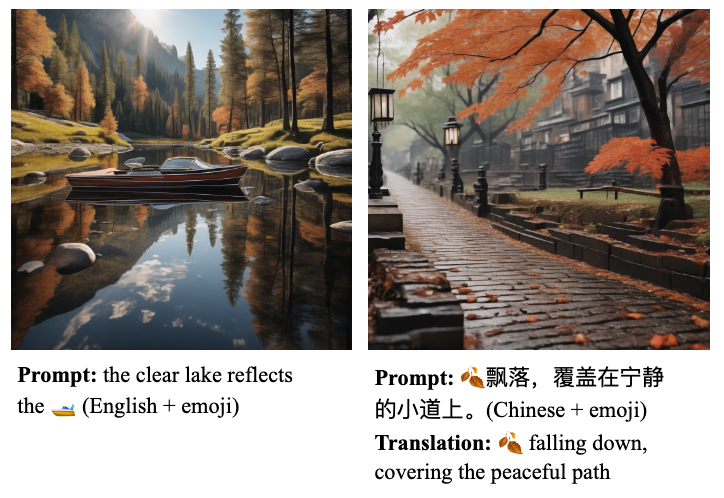 Prompt: the clear lake reflects
the 🚤 (English + emoji)
Prompt: 🍂飘落，覆盖在宁静
的小道上。(Chinese + emoji)
Translation: 🍂 falling down,
covering the peaceful path